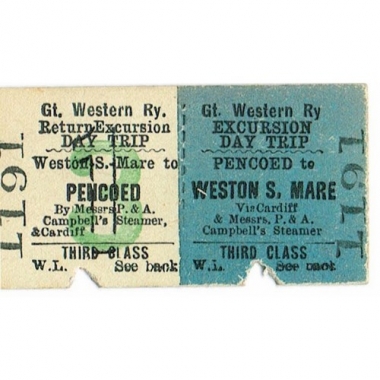 1191
Gt. Western Ry.
Return Excursion
DAY TRIP
Weston S.-Mare to
PENCOED
By Messrs P. & A.
Campbell's Steamer,
&Cardiff
THIRD CLASS
W.L. See back
Gt. Western Ry
EXCURSION
DAY TRIP
PENCOED to
WESTON S. MARE
Via Cardiff
& Messrs, P. & A.
Campbell's Steamer
THIRD CLASS
W.L. See back
1191